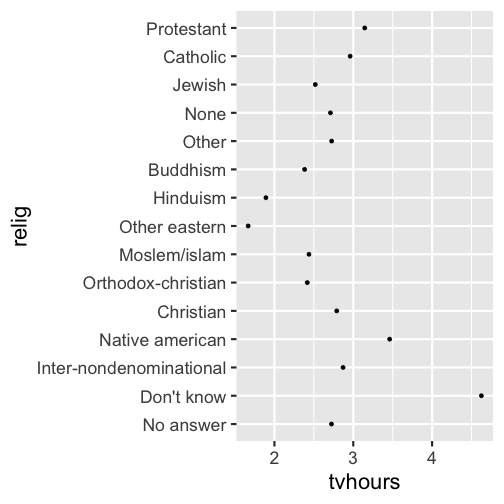 Protestant
Catholic
Jewish
None
Other
Buddhism
Hinduism
Other eastern
Moslem/islam
Orthodox-christian
Christian
Native american
Inter-nondenominational
Don't know
No answer
relig
2 3 4
tvhours